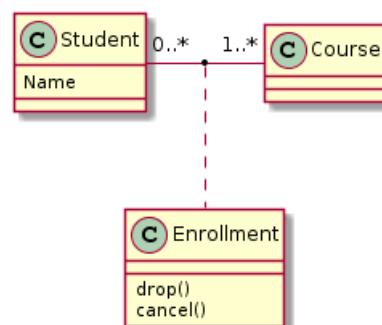 C Student
0..*
1..*
C Course
Name
C Enrollment
drop()
cancel()